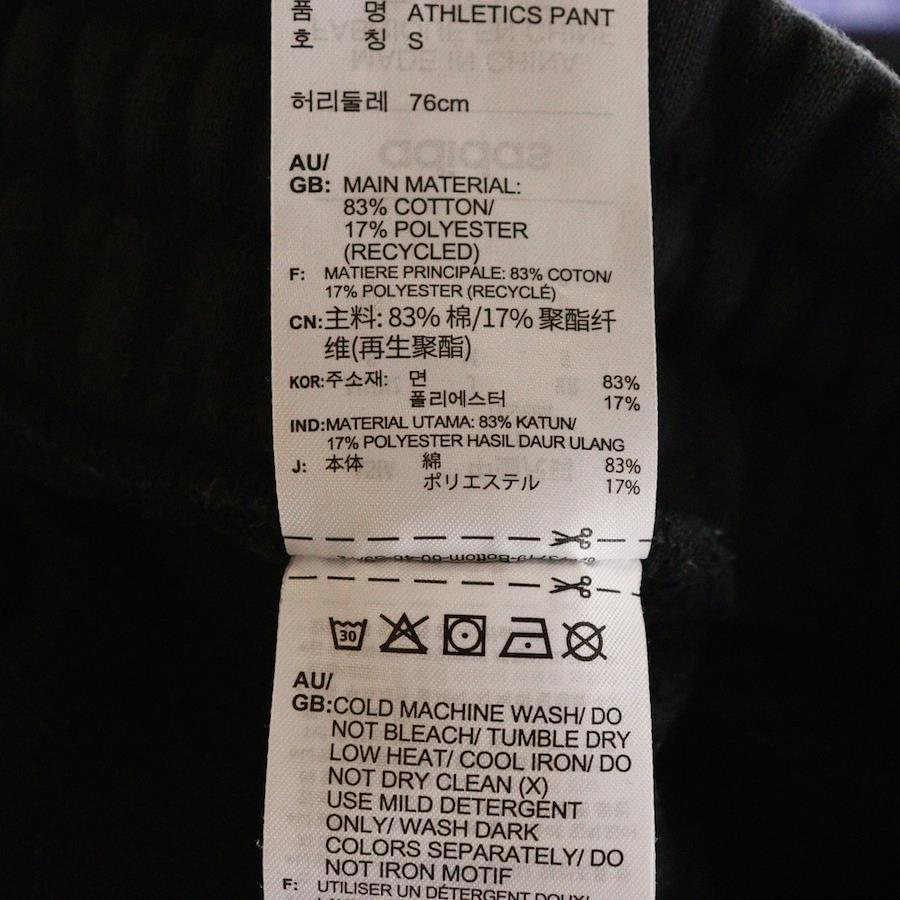 품 명 ATHLETICS PANT
호 칭 S
허리둘레 76cm
AU/
GB: MAIN MATERIAL:
83% COTTON/
17% POLYESTER
(RECYCLED)
F: MATIERE PRINCIPALE: 83% COTON/
17% POLYESTER (RECYCLÉ)
CN:主料: 83% 棉/17% 聚酯纤
维(再生聚酯)
KOR:주소재: 면 83%
폴리에스터 17%
IND:MATERIAL UTAMA: 83% KATUN/
17% POLYESTER HASIL DAUR ULANG
J: 本体 綿 83%
ポリエステル 17%
30
AU/
GB:COLD MACHINE WASH/ DO
NOT BLEACH/ TUMBLE DRY
LOW HEAT/ COOL IRON/ DO
NOT DRY CLEAN (X)
USE MILD DETERGENT
ONLY/ WASH DARK
COLORS SEPARATELY/ DO
NOT IRON MOTIF
F: UTILISER UN DÉTERGENT DOUX/